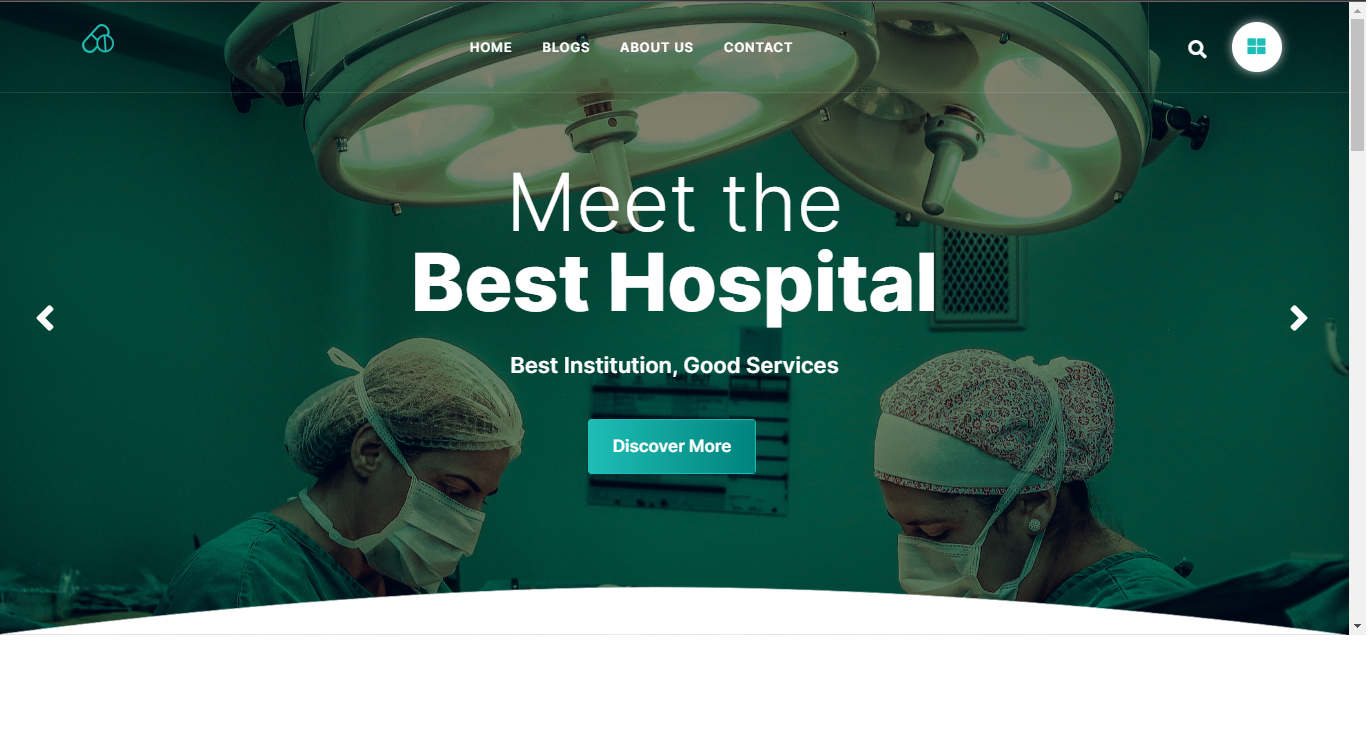 HOME BLOGS ABOUT US CONTACT
Meet the
Best Hospital
Best Institution, Good Services
Discover More